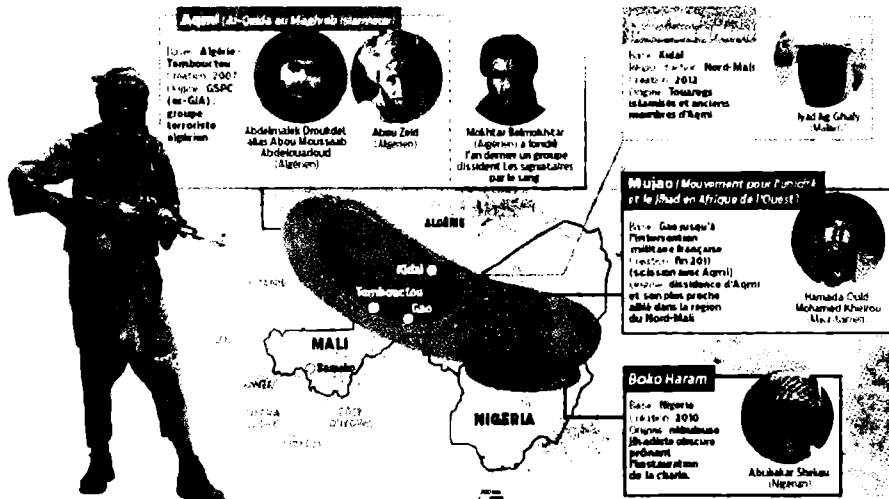 Aqmi (Al-Qaida au Maghreb Islamique)
Base: Algérie -
Tombouctou
Création: 2007
Origine: GSPC
(ex-GIA):
groupe
terroriste
algérien
Abdelmalek Droukdel
alias Abou Moussaab
Abdelouadoud
(Algérien)
Abou Zeid
(Algérien)
Mokhtar Belmokhtar
(Algérien) a fondé
l'an dernier un groupe
dissident Les signataires
par le sang
Base: Kidal
Nord-Mali
Création: 2012
Origine: Touaregs
islamisés et anciens
membres d'Aqmi
Iyad Ag Ghaly
(Malien)
Mujao (Mouvement pour l'unicité
et le jihad en Afrique de l'Ouest)
Base: Gao jusqu'à
l'intervention
militaire française
Création: fin 2011
(scission avec Aqmi)
Origine: dissidence d'Aqmi
et son plus proche
allié dans la région
du Nord-Mali
Hamada Ould
Mohamed Kheirou
(Mauritanien)
ALGÉRIE
Kidal
Tombouctou
Gao
MALI
Bamako
NIGERIA
Boko Haram
Base: Nigeria
Création: 2010
Origine: nébuleuse
jihadiste obscure
prônant
l'instauration
de la charia.
Abubakar Shekau
(Nigérian)